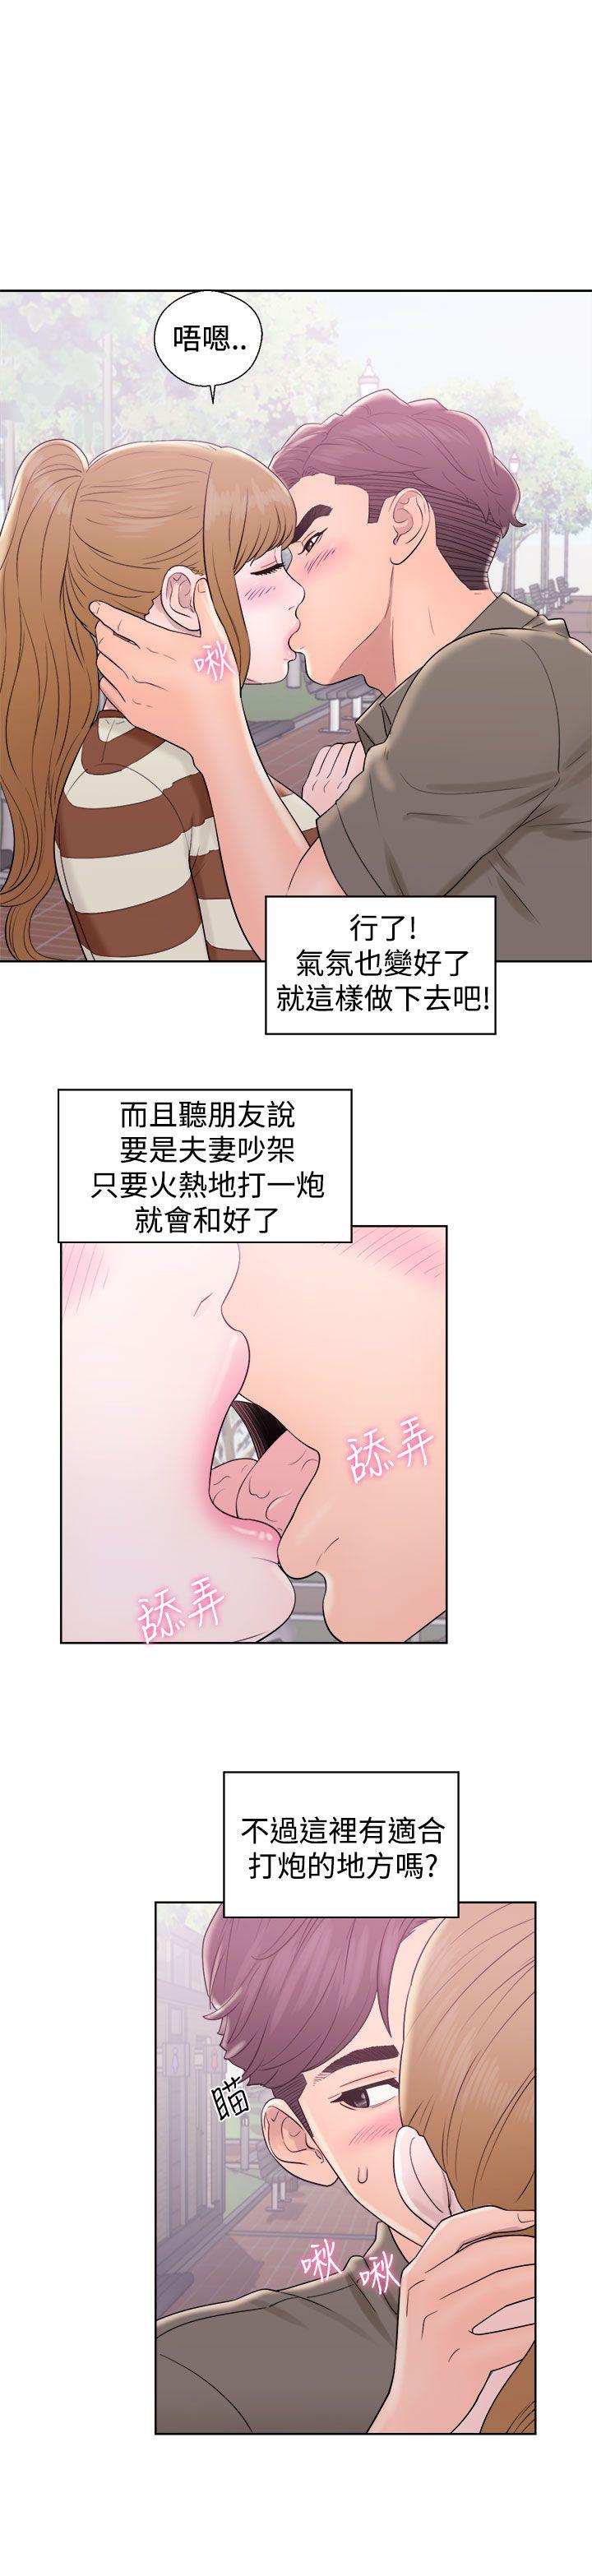 唔嗯..
啾
行了!
氣氛也變好了
就這樣做下去吧!
而且聽朋友說
要是夫妻吵架
只要火熱地打一炮
就會和好了
舔弄
舔弄
不過這裡有適合
打炮的地方嗎?
瞄
啾
啾